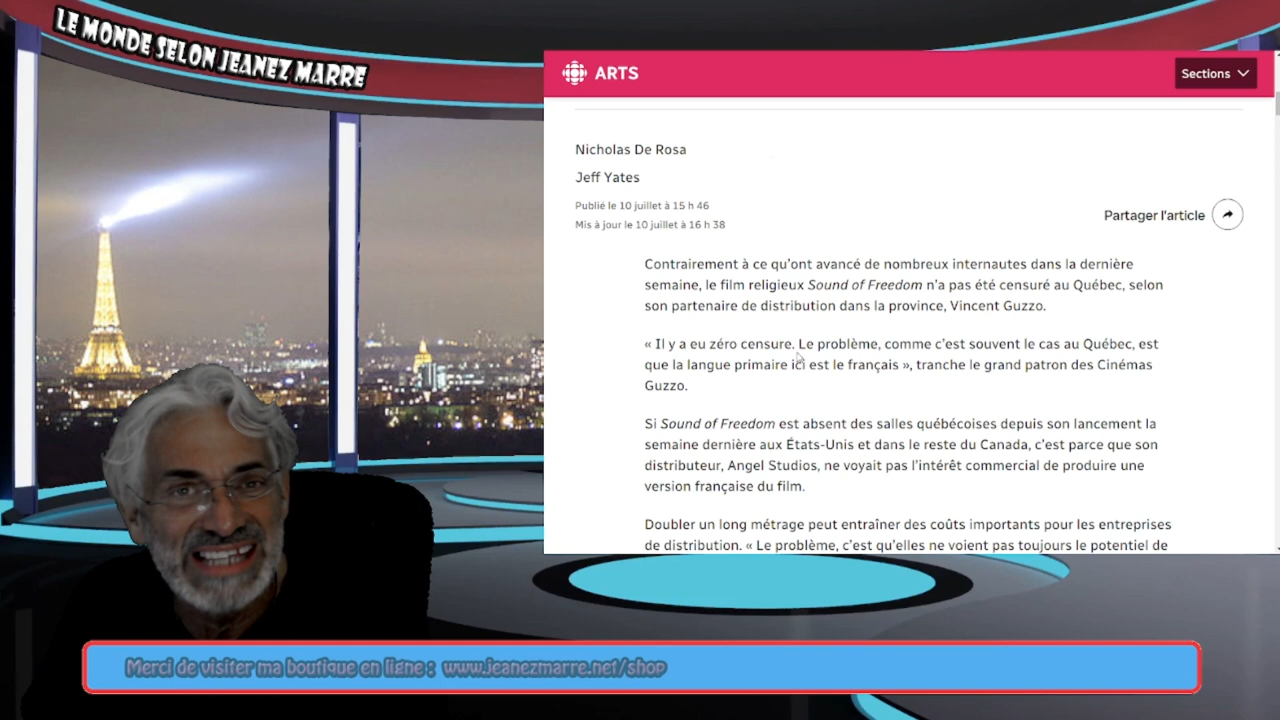 LE MONDE SELON JEANEZ MARRE
ARTS
Sections
Nicholas De Rosa
Jeff Yates
Publié le 10 juillet à 15 h 46
Mis à jour le 10 juillet à 16 h 38
Partager l'article
Contrairement à ce qu'ont avancé de nombreux internautes dans la dernière
semaine, le film religieux Sound of Freedom n'a pas été censuré au Québec, selon
son partenaire de distribution dans la province, Vincent Guzzo.
« Il y a eu zéro censure. Le problème, comme c'est souvent le cas au Québec, est
que la langue primaire ici est le français », tranche le grand patron des Cinémas
Guzzo.
Si Sound of Freedom est absent des salles québécoises depuis son lancement la
semaine dernière aux États-Unis et dans le reste du Canada, c'est parce que son
distributeur, Angel Studios, ne voyait pas l'intérêt commercial de produire une
version française du film.
Doubler un long métrage peut entraîner des coûts importants pour les entreprises
de distribution. « Le problème, c'est qu'elles ne voient pas toujours le potentiel de
Merci de visiter ma boutique en ligne : www.jeanezmarre.net/shop